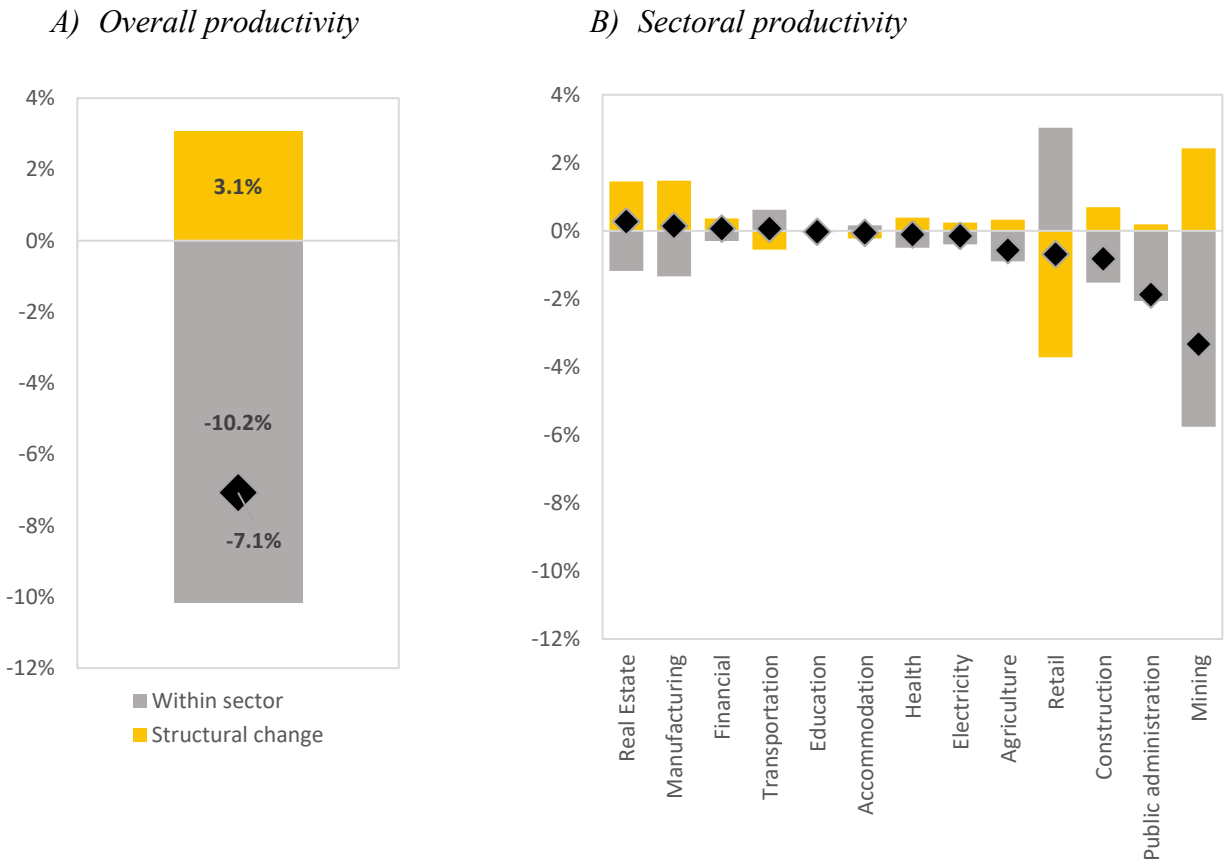 A) Overall productivity
4%
2%
0%
-2%
-4%
-6%
-8%
-10%
-12%
3.1%
-10.2%
-7.1%
Within sector
Structural change
B) Sectoral productivity
4%
2%
0%
-2%
-4%
-6%
-8%
-10%
-12%
Real Estate
Manufacturing
Financial
Transportation
Education
Accommodation
Health
Electricity
Agriculture
Retail
Construction
Public administration
Mining